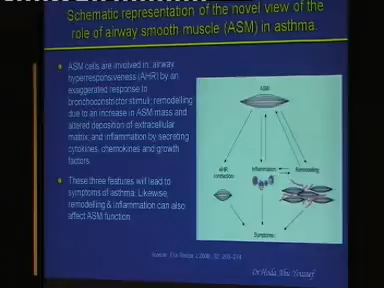 Schematic representation of the novel view of the
role of airway smooth muscle (ASM) in asthma.
ASM cells are involved in: airway
hyperresponsiveness (AHR) by an
exaggerated response to
bronchoconstrictor stimuli; remodelling
due to an increase in ASM mass and
altered deposition of extracellular
matrix; and inflammation by secreting
cytokines, chemokines and growth
factors.
These three features will lead to
symptoms of asthma. Likewise,
remodelling & inflammation can also
affect ASM function.
ASM
AHR
contraction
Inflammation
Remodelling
Symptoms
Dr Hoda Abu Youssef